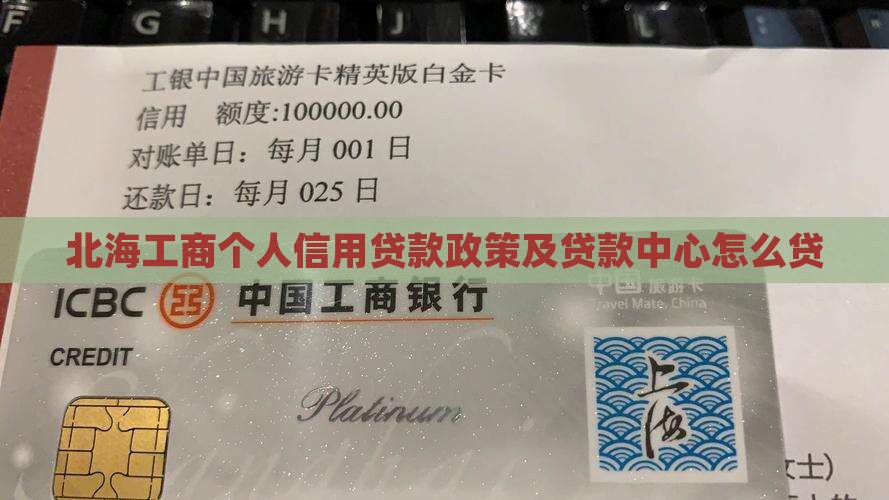 F G H J L
工银中国旅游卡精英版白金卡
信用 额度:100000.00
对账单日：每月 001 日
还款日：每月 025 日
北海工商个人信用贷款政策及贷款中心怎么贷
ICBC 中国工商银行
中国旅游卡
Travel Mate, China
CREDIT
Platinum
上海
女士)